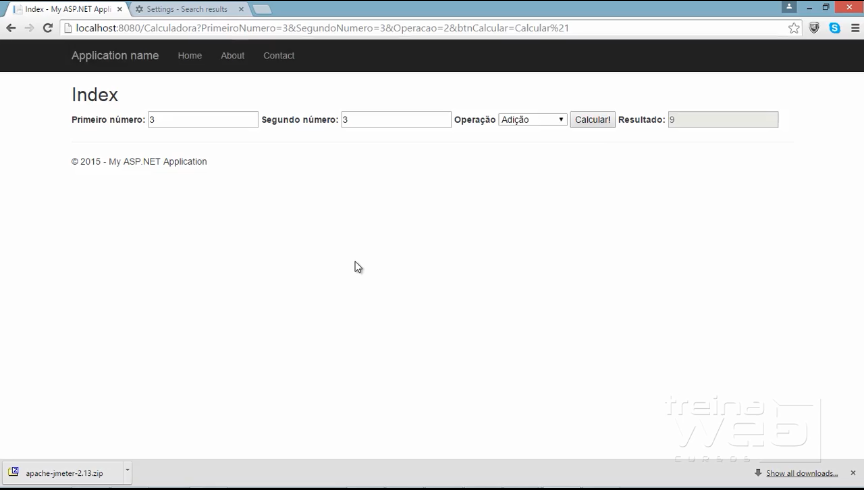 Index - My ASP.NET Appli
Settings - Search results
localhost:8080/Calculadora?PrimeiroNumero=3&SegundoNumero=3&Operacao=2&btnCalcular=Calcular%21
Application name Home About Contact
Index
Primeiro número: 3 Segundo número: 3 Operação Adição Calcular! Resultado: 9
© 2015 - My ASP.NET Application
treina
web
CURSOS
apache-jmeter-2.13.zip
Show all downloads...